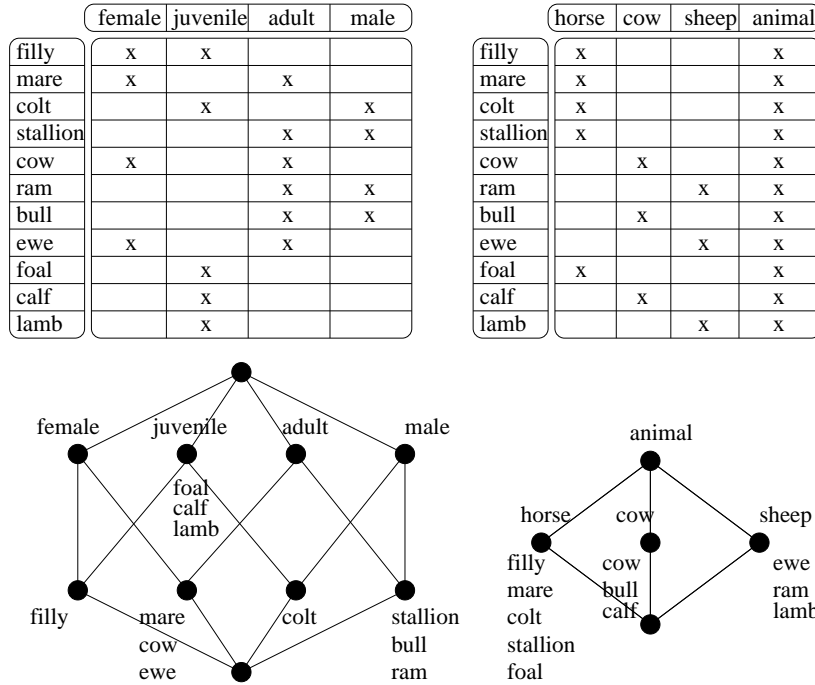 female juvenile adult male
filly x x
mare x x
colt x x
stallion x x
cow x x
ram x x
bull x x
ewe x x
foal x
calf x
lamb x
horse cow sheep animal
filly x x
mare x x
colt x x
stallion x x
cow x x
ram x x
bull x x
ewe x x
foal x x
calf x x
lamb x x
female juvenile adult male
foal
calf
lamb
filly mare colt stallion
cow bull
ewe ram
animal
horse cow sheep
filly cow ewe
mare bull ram
colt calf lamb
stallion
foal